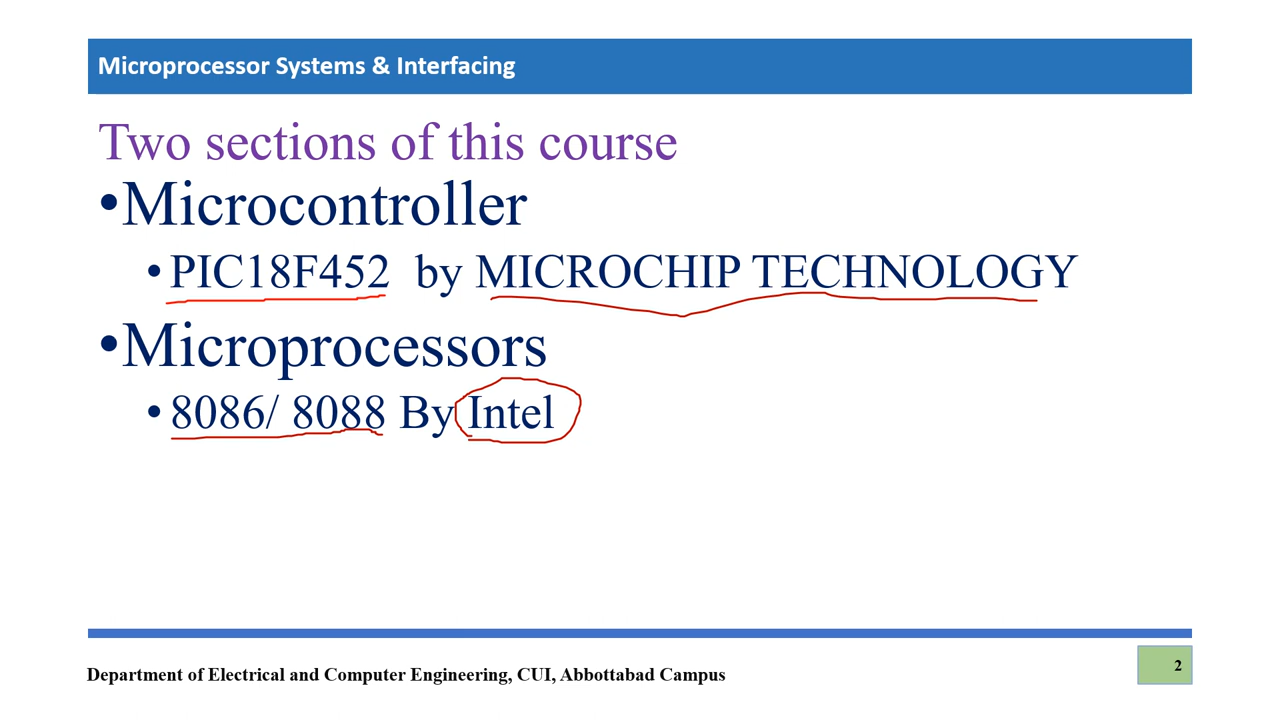 Microprocessor Systems & Interfacing
Two sections of this course
•Microcontroller
•PIC18F452 by MICROCHIP TECHNOLOGY
•Microprocessors
•8086/ 8088 By Intel
Department of Electrical and Computer Engineering, CUI, Abbottabad Campus
2